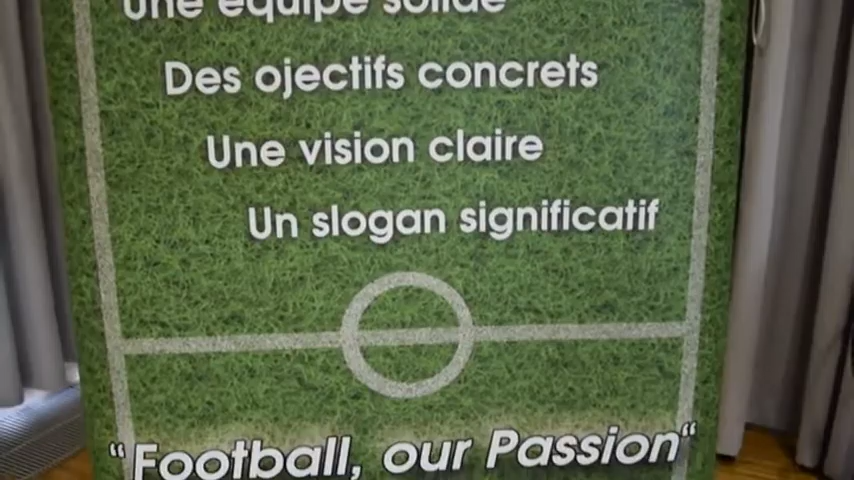 Une équipe solide
Des ojectifs concrets
Une vision claire
Un slogan significatif
“Football, our Passion“